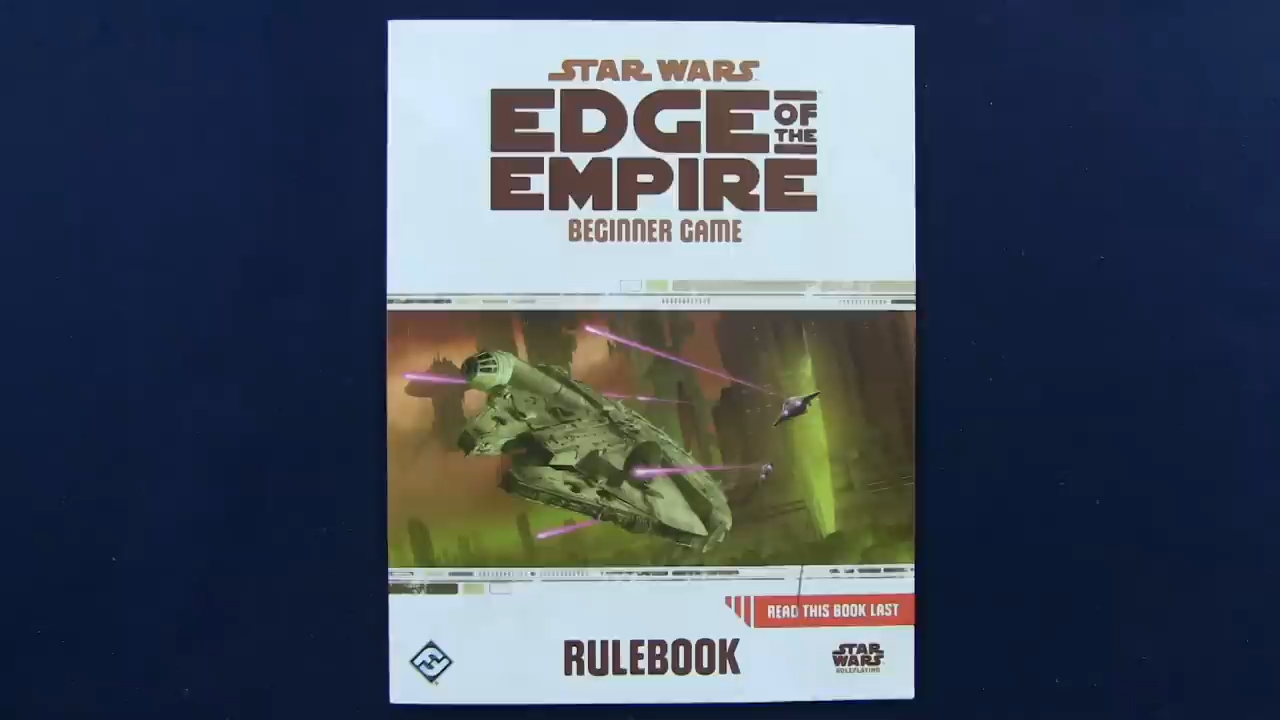 STAR WARS
EDGE OF THE
EMPIRE
BEGINNER GAME
READ THIS BOOK LAST
RULEBOOK
STAR
WARS
ROLEPLAYING